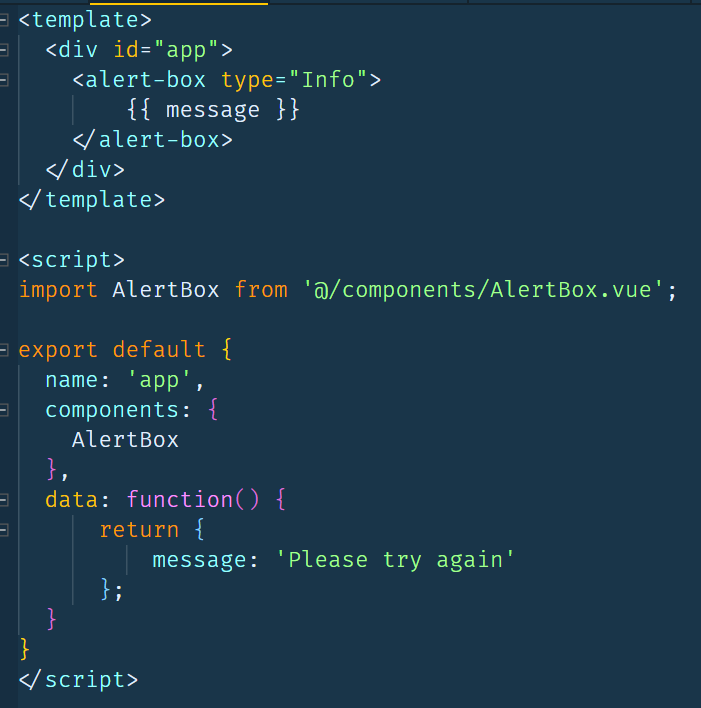 <template>
  <div id="app">
    <alert-box type="Info">
        {{ message }}
    </alert-box>
  </div>
</template>

<script>
import AlertBox from '@/components/AlertBox.vue';

export default {
  name: 'app',
  components: {
    AlertBox
  },
  data: function() {
      return {
          message: 'Please try again'
      };
  }
}
</script>